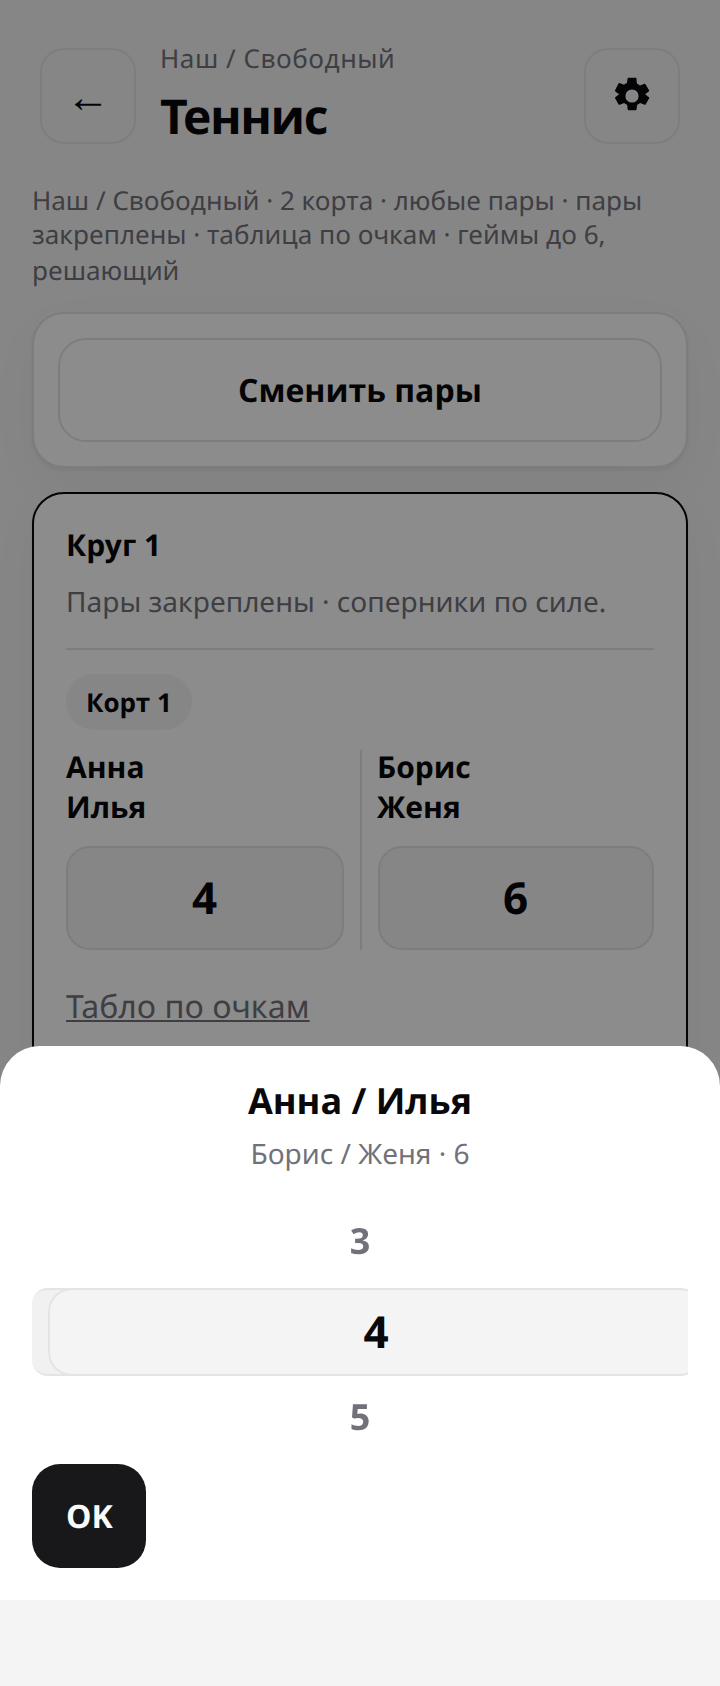 ←
Наш / Свободный
Теннис
Наш / Свободный · 2 корта · любые пары · пары
закреплены · таблица по очкам · геймы до 6,
решающий
Сменить пары
Круг 1
Пары закреплены · соперники по силе.
Корт 1
Анна
Илья
Борис
Женя
4
6
Табло по очкам
Анна / Илья
Борис / Женя · 6
3
4
5
OK